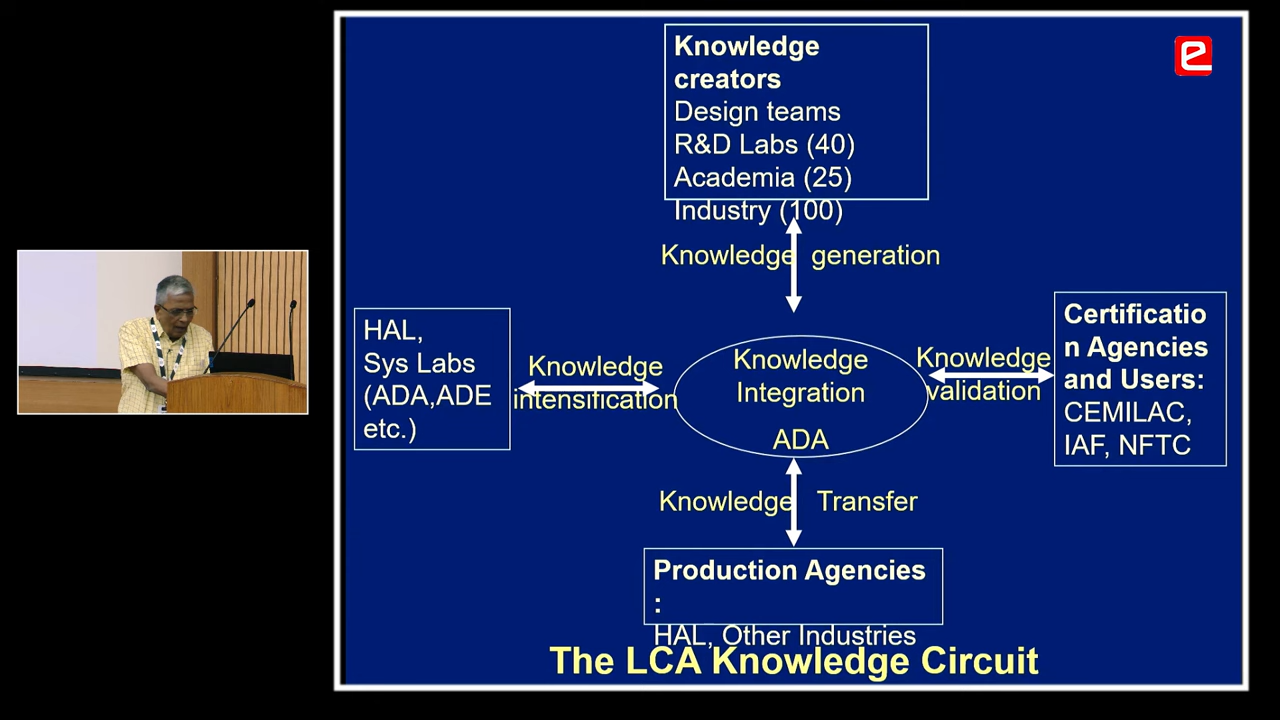 e
Knowledge
creators
Design teams
R&D Labs (40)
Academia (25)
Industry (100)
Knowledge generation
HAL,
Sys Labs
(ADA,ADE
etc.)
Knowledge
intensification
Knowledge
Integration
ADA
Knowledge
validation
Certificatio
n Agencies
and Users:
CEMILAC,
IAF, NFTC
Knowledge Transfer
Production Agencies
:
HAL, Other Industries
The LCA Knowledge Circuit